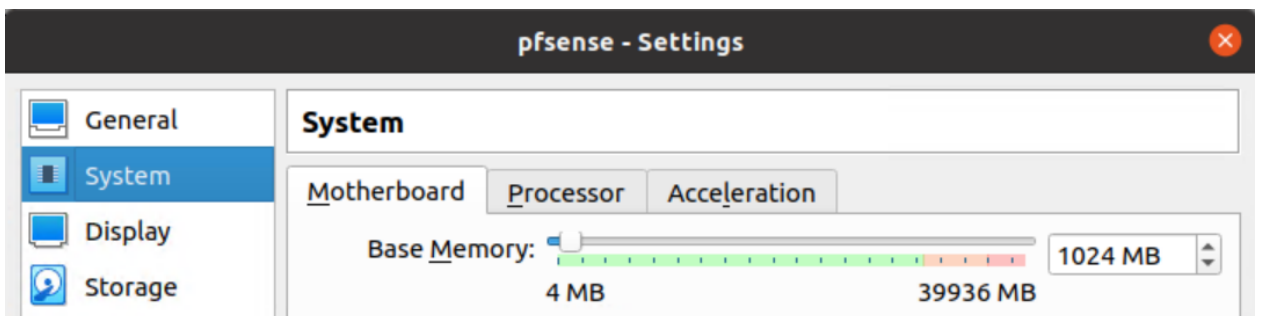 pfsense - Settings
General
System
Display
Storage
System
Motherboard Processor Acceleration
Base Memory: 1024 MB
4 MB 39936 MB